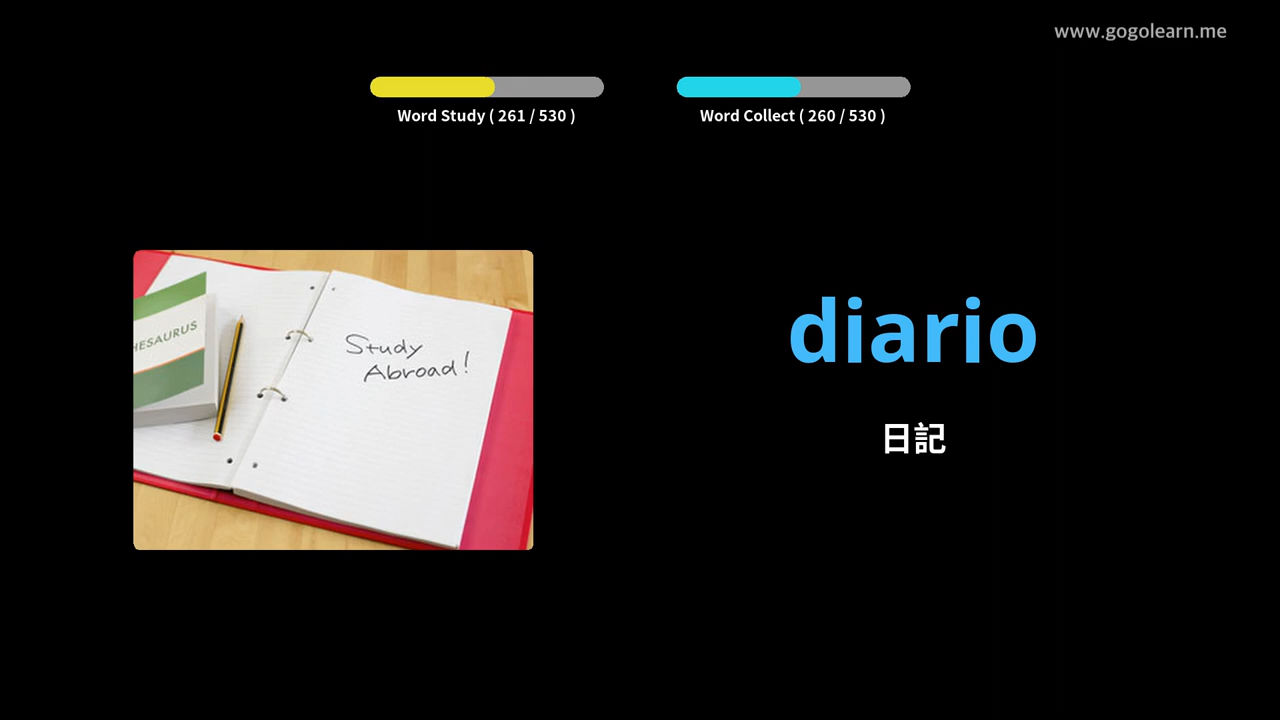 www.gogolearn.me
Word Study ( 261 / 530 )
Word Collect ( 260 / 530 )
HESAURUS
Study
Abroad!
diario
日記